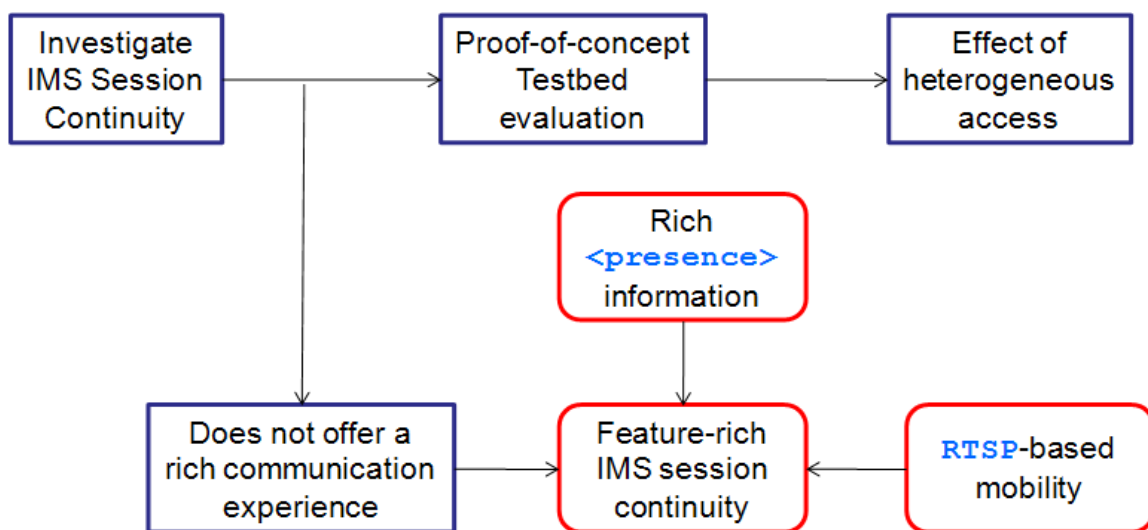 Investigate
IMS Session
Continuity
Proof-of-concept
Testbed
evaluation
Effect of
heterogeneous
access
Rich
<presence>
information
Does not offer a
rich communication
experience
Feature-rich
IMS session
continuity
RTSP-based
mobility